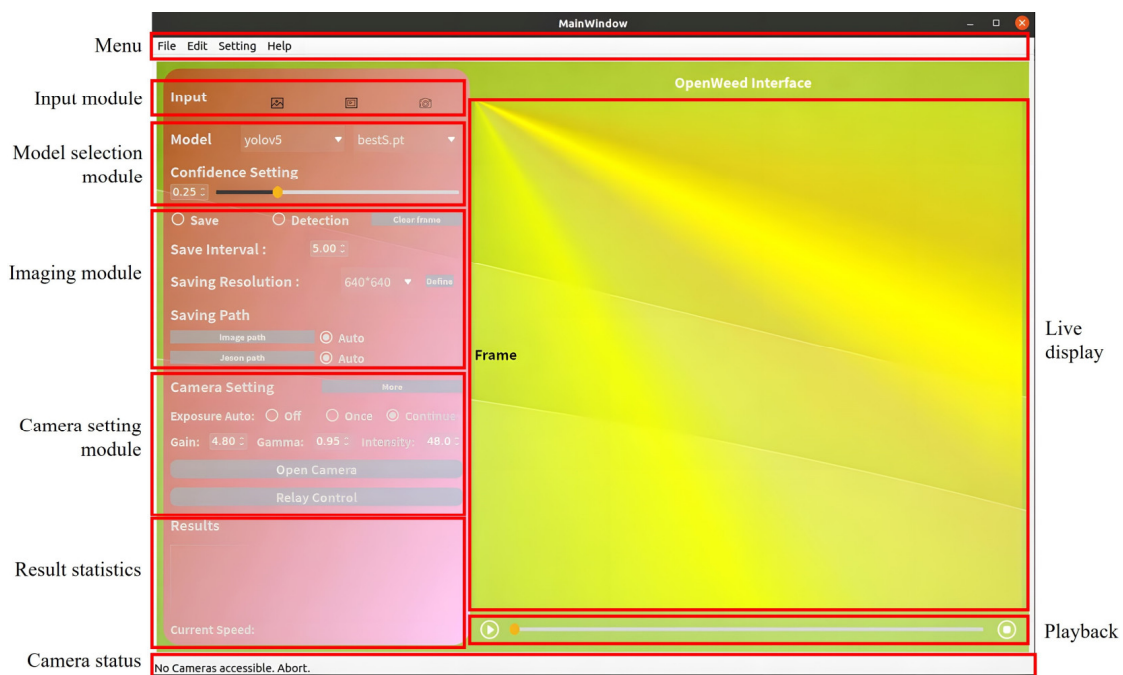 MainWindow
Menu
File Edit Setting Help
OpenWeed Interface
Input module
Input
Model selection
module
Model yolov5 bestS.pt
Confidence Setting
0.25
Imaging module
Save Detection Clear frame
Save Interval : 5.00
Saving Resolution : 640*640 Define
Saving Path
Image path Auto
Jeson path Auto
Frame
Live
display
Camera setting
module
Camera Setting More
Exposure Auto: Off Once Continue
Gain: 4.80 Gamma: 0.95 Intensity: 48.0
Open Camera
Relay Control
Result statistics
Results
Current Speed:
Playback
Camera status
No Cameras accessible. Abort.